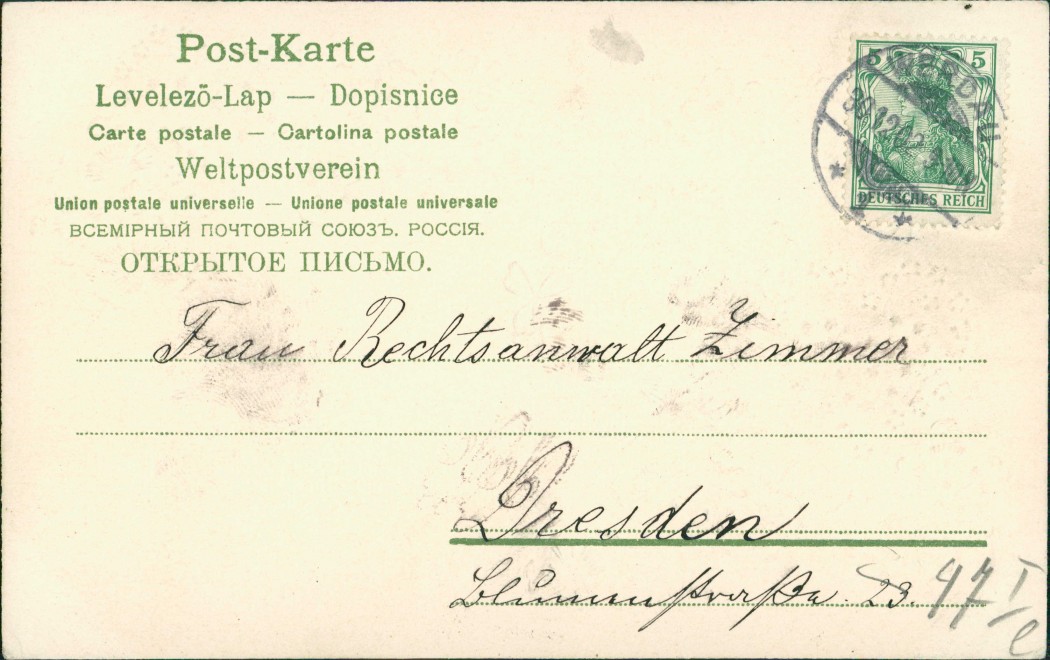 Post-Karte
Levelező-Lap — Dopisnice
Carte postale — Cartolina postale
Weltpostverein
Union postale universelle — Unione postale universale
ВСЕМІРНЫЙ ПОЧТОВЫЙ СОЮЗЪ. РОССІЯ.
ОТКРЫТОЕ ПИСЬМО.
5 5
DEUTSCHES REICH
WERDAU
Frau Rechtsanwalt Zimmer
Dresden
Blumenstraße. 23.
47 I